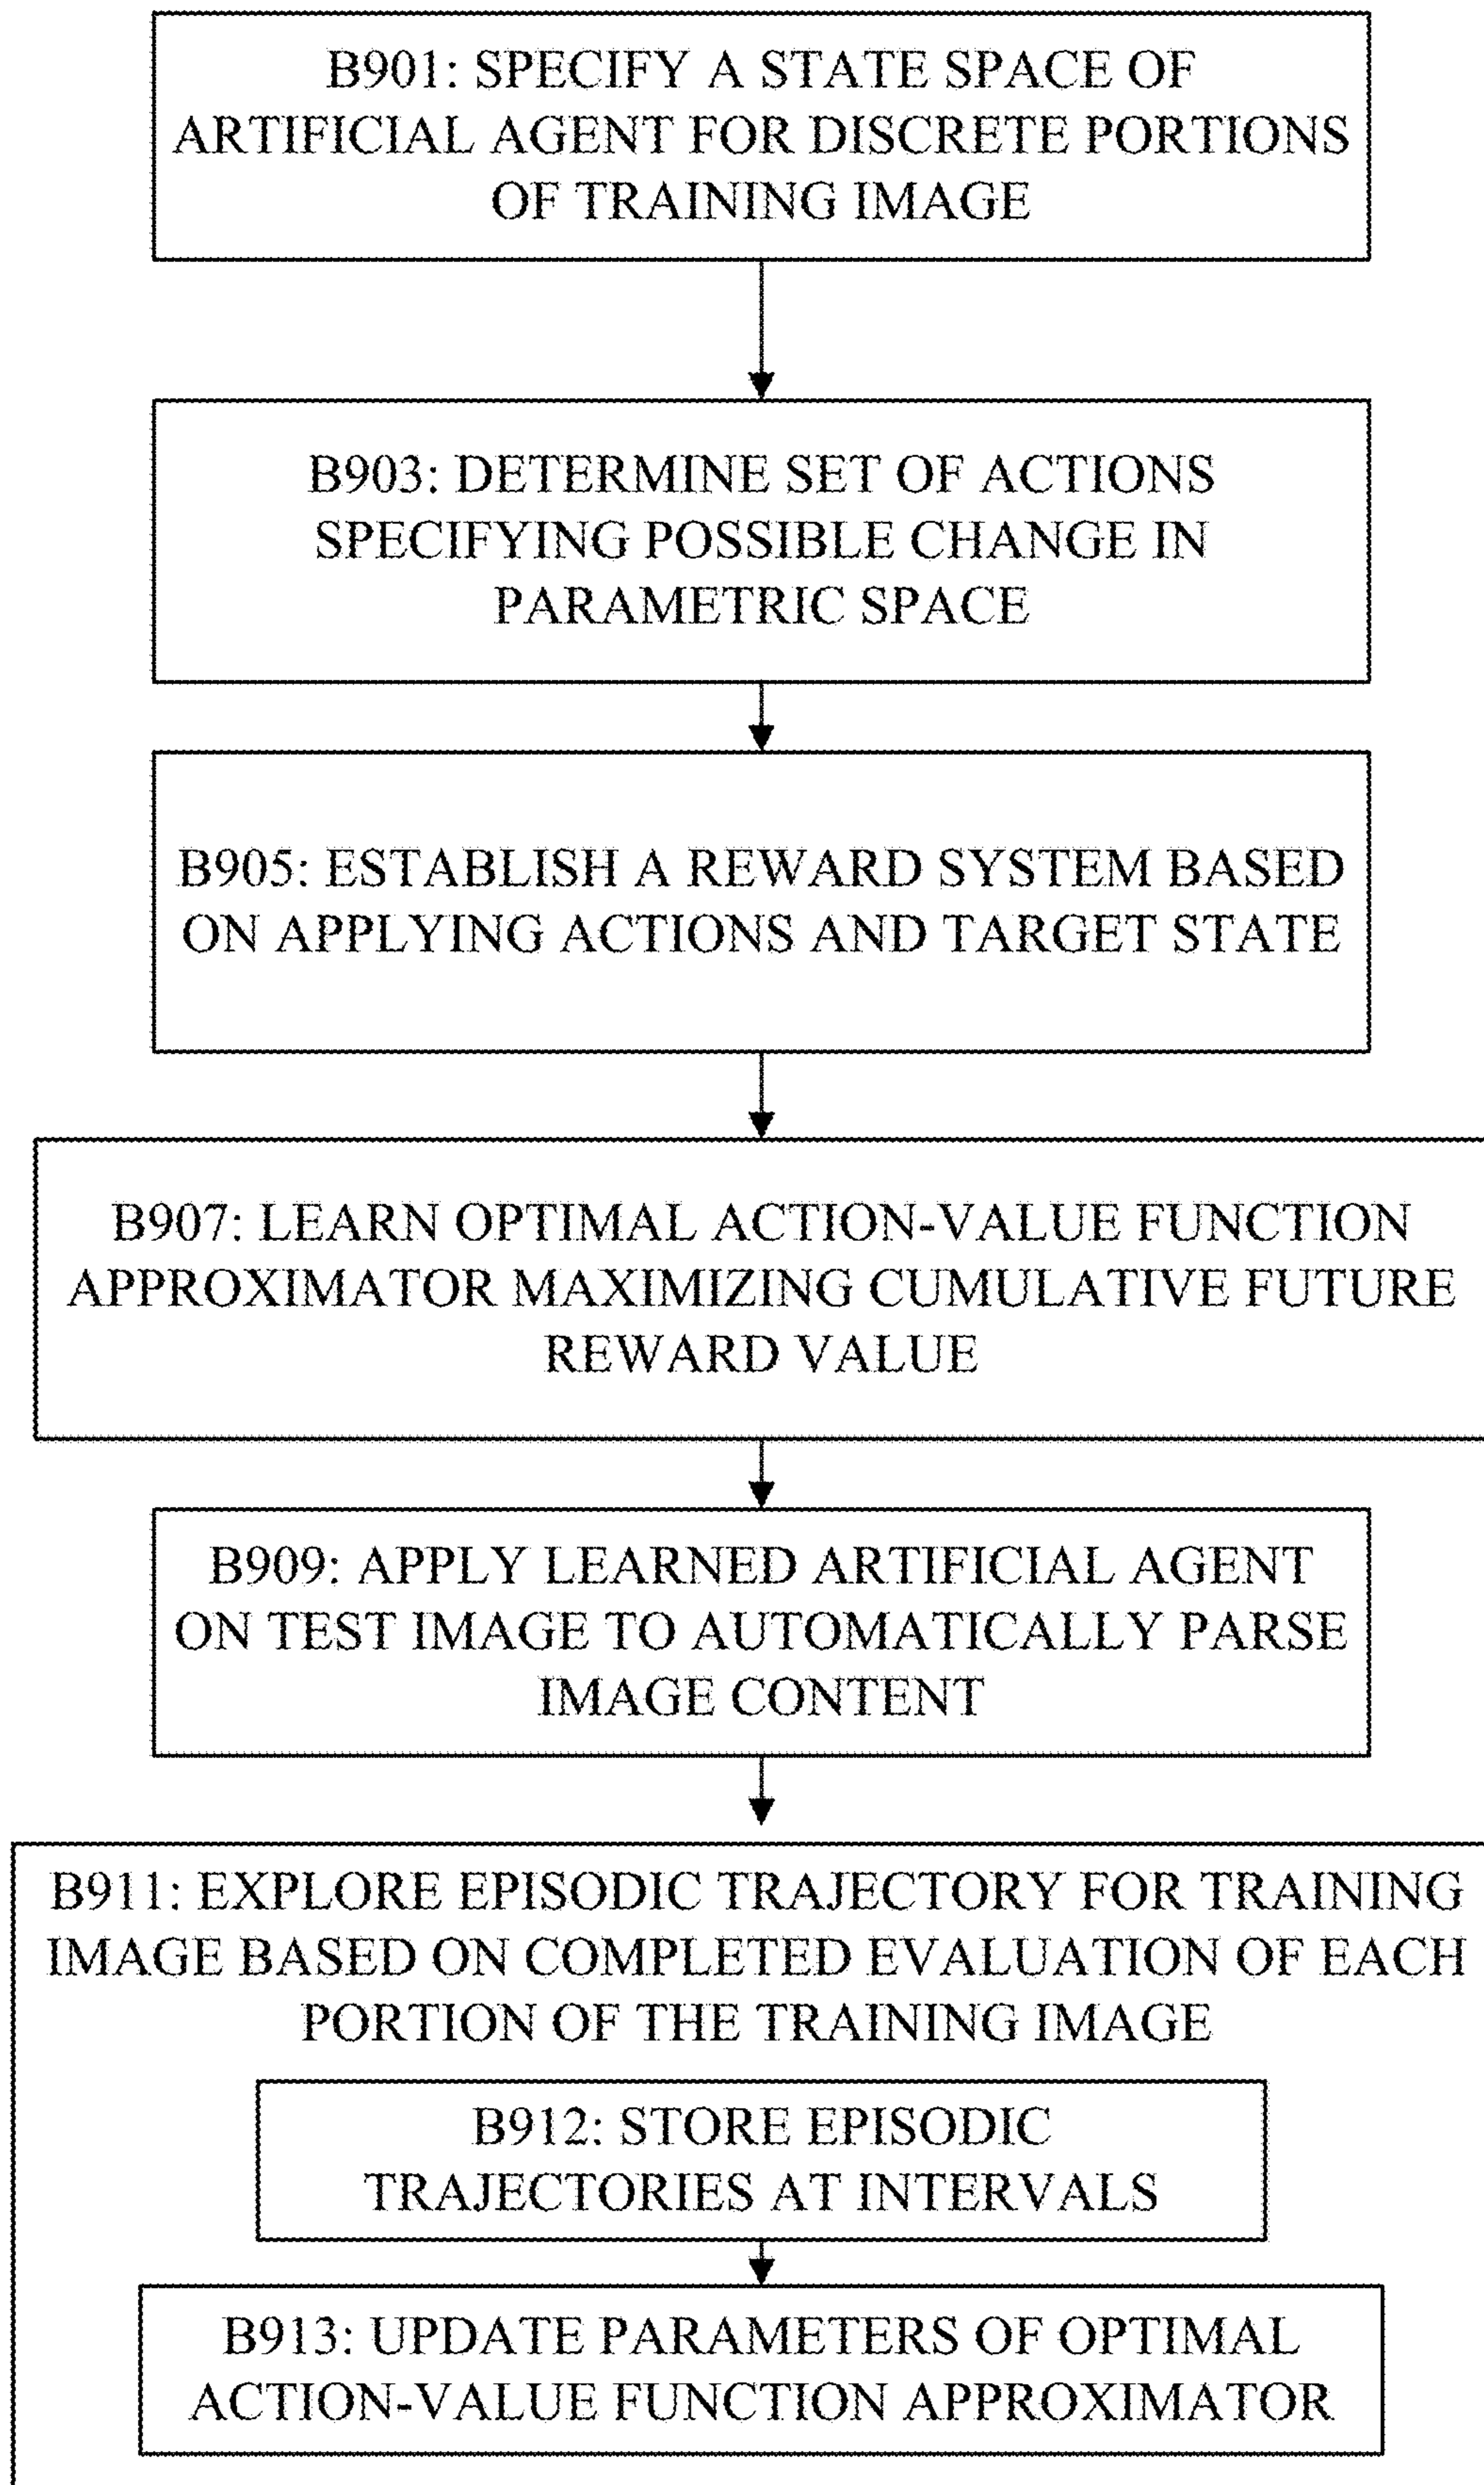 B901: SPECIFY A STATE SPACE OF
ARTIFICIAL AGENT FOR DISCRETE PORTIONS
OF TRAINING IMAGE
B903: DETERMINE SET OF ACTIONS
SPECIFYING POSSIBLE CHANGE IN
PARAMETRIC SPACE
B905: ESTABLISH A REWARD SYSTEM BASED
ON APPLYING ACTIONS AND TARGET STATE
B907: LEARN OPTIMAL ACTION-VALUE FUNCTION
APPROXIMATOR MAXIMIZING CUMULATIVE FUTURE
REWARD VALUE
B909: APPLY LEARNED ARTIFICIAL AGENT
ON TEST IMAGE TO AUTOMATICALLY PARSE
IMAGE CONTENT
B911: EXPLORE EPISODIC TRAJECTORY FOR TRAINING
IMAGE BASED ON COMPLETED EVALUATION OF EACH
PORTION OF THE TRAINING IMAGE
B912: STORE EPISODIC
TRAJECTORIES AT INTERVALS
B913: UPDATE PARAMETERS OF OPTIMAL
ACTION-VALUE FUNCTION APPROXIMATOR